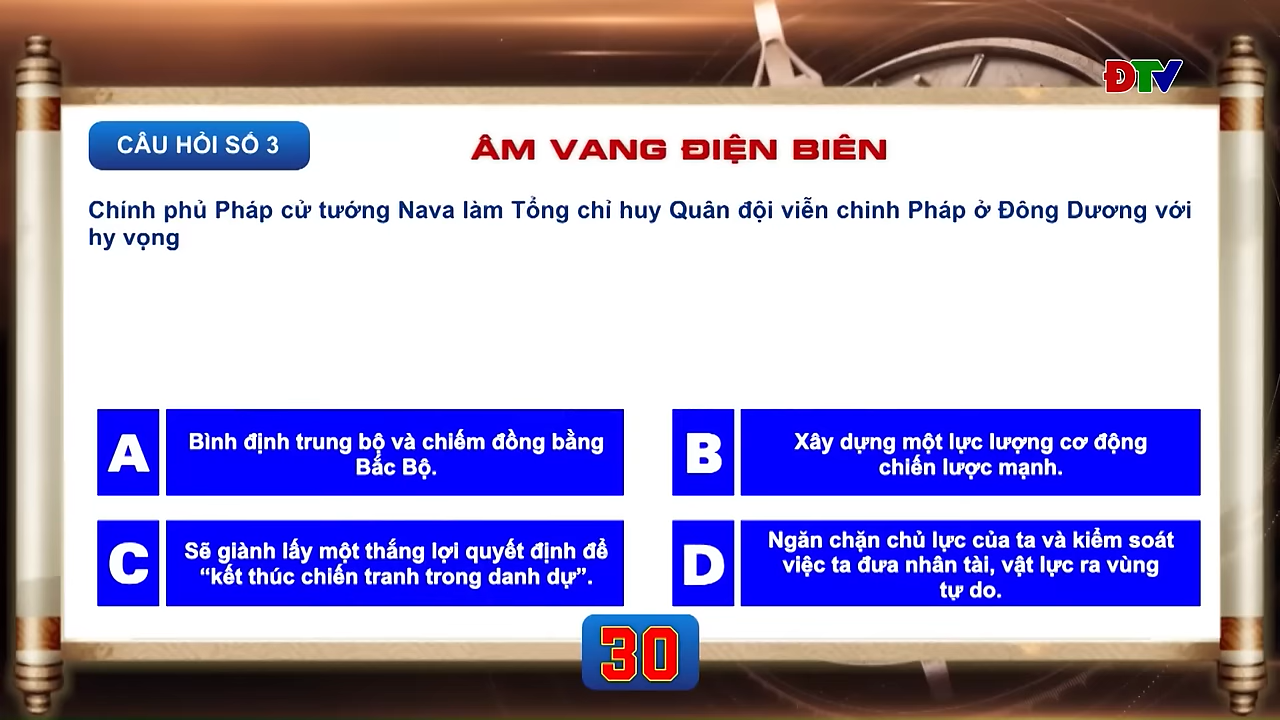 ĐTV
CÂU HỎI SỐ 3
ÂM VANG ĐIỆN BIÊN
Chính phủ Pháp cử tướng Nava làm Tổng chỉ huy Quân đội viễn chinh Pháp ở Đông Dương với
hy vọng
A
Bình định trung bộ và chiếm đồng bằng
Bắc Bộ.
B
Xây dựng một lực lượng cơ động
chiến lược mạnh.
C
Sẽ giành lấy một thắng lợi quyết định để
“kết thúc chiến tranh trong danh dự”.
D
Ngăn chặn chủ lực của ta và kiểm soát
việc ta đưa nhân tài, vật lực ra vùng
tự do.
30